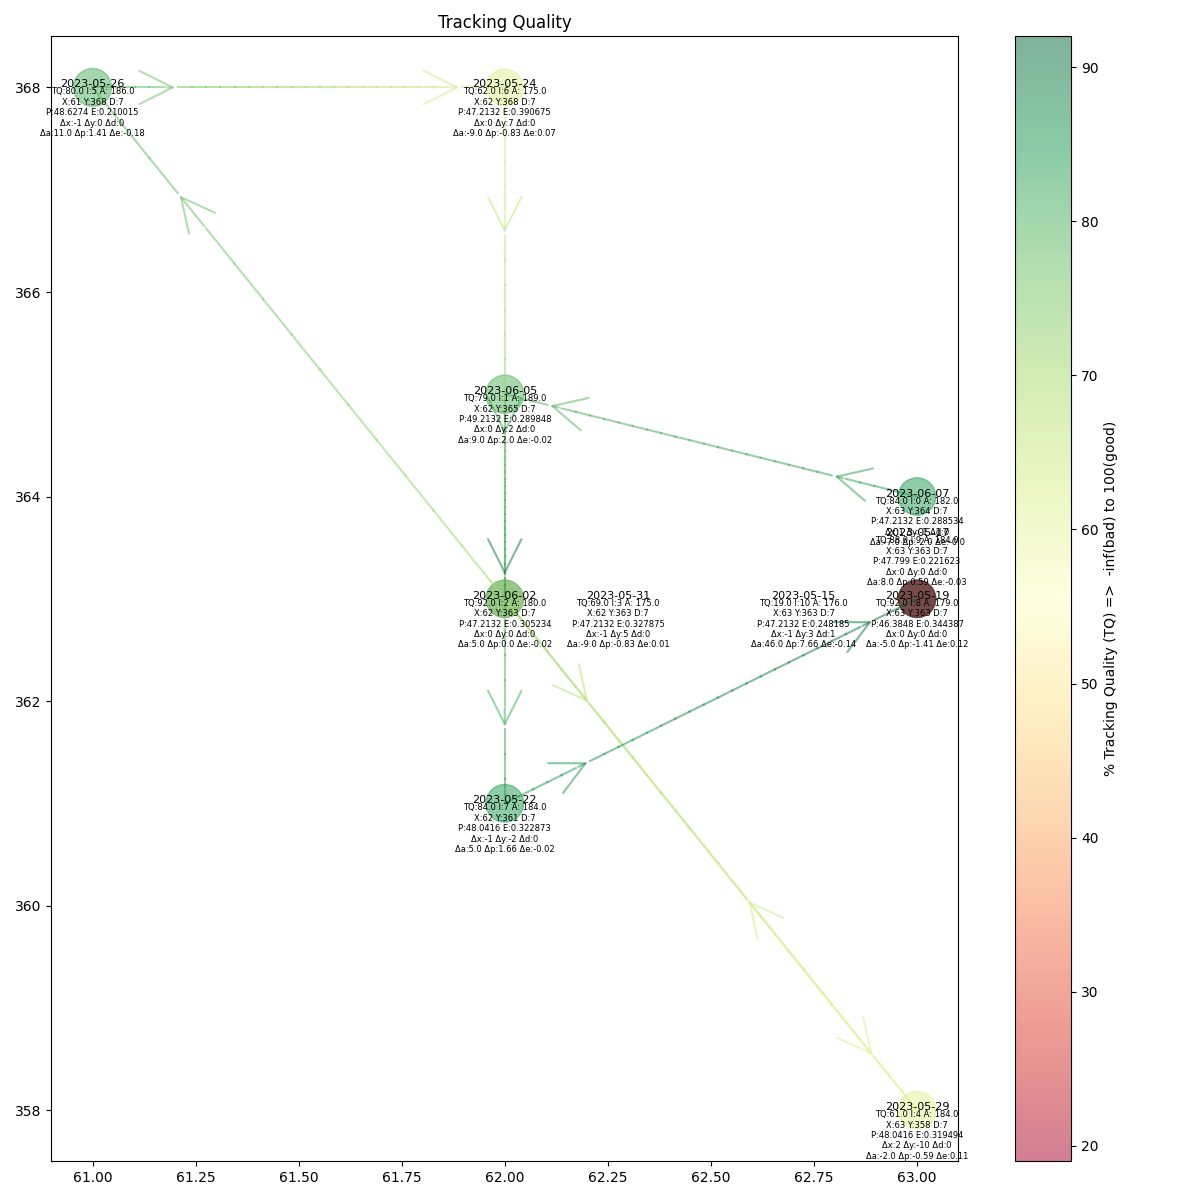 Tracking Quality
368
366
364
362
360
358
61.00
61.25
61.50
61.75
62.00
62.25
62.50
62.75
63.00
2023-05-26
TQ:80.0 I:5 A: 186.0
X:61 Y:368 D:7
P:48.6274 E:0.210015
Δx:-1 Δy:0 Δd:0
Δa:11.0 Δp:1.41 Δe:-0.18
2023-05-24
TQ:62.0 I:6 A: 175.0
X:62 Y:368 D:7
P:47.2132 E:0.390675
Δx:0 Δy:7 Δd:0
Δa:-9.0 Δp:-0.83 Δe:0.07
2023-06-05
TQ:79.0 I:1 A: 189.0
X:62 Y:365 D:7
P:49.2132 E:0.289848
Δx:0 Δy:2 Δd:0
Δa:9.0 Δp:2.0 Δe:-0.02
2023-06-07
TQ:84.0 I:0 A: 182.0
X:63 Y:364 D:7
P:47.2132 E:0.288534
2023-05-17
X:63 Y:363 D:7
P:47.799 E:0.221623
Δx:0 Δy:0 Δd:0
Δa:8.0 Δp:0.59 Δe:-0.03
2023-06-02
TQ:92.0 I:2 A: 180.0
X:62 Y:363 D:7
P:47.2132 E:0.305234
Δx:0 Δy:0 Δd:0
Δa:5.0 Δp:0.0 Δe:-0.02
2023-05-31
TQ:69.0 I:3 A: 175.0
X:62 Y:363 D:7
P:47.2132 E:0.327875
Δx:-1 Δy:5 Δd:0
Δa:-9.0 Δp:-0.83 Δe:0.01
2023-05-15
TQ:19.0 I:10 A: 176.0
X:63 Y:363 D:7
P:47.2132 E:0.248185
Δx:-1 Δy:3 Δd:1
Δa:46.0 Δp:7.66 Δe:-0.14
2023-05-19
TQ:92.0 I:8 A: 179.0
X:63 Y:363 D:7
P:46.3848 E:0.344387
Δx:0 Δy:0 Δd:0
Δa:-5.0 Δp:-1.41 Δe:0.12
2023-05-22
TQ:84.0 I:7 A: 184.0
X:62 Y:361 D:7
P:48.0416 E:0.322873
Δx:-1 Δy:-2 Δd:0
Δa:5.0 Δp:1.66 Δe:-0.02
2023-05-29
TQ:61.0 I:4 A: 184.0
X:63 Y:358 D:7
P:48.0416 E:0.319494
Δx:2 Δy:-10 Δd:0
Δa:-2.0 Δp:-0.59 Δe:0.11
90
80
70
60
50
40
30
20
% Tracking Quality (TQ) => -inf(bad) to 100(good)